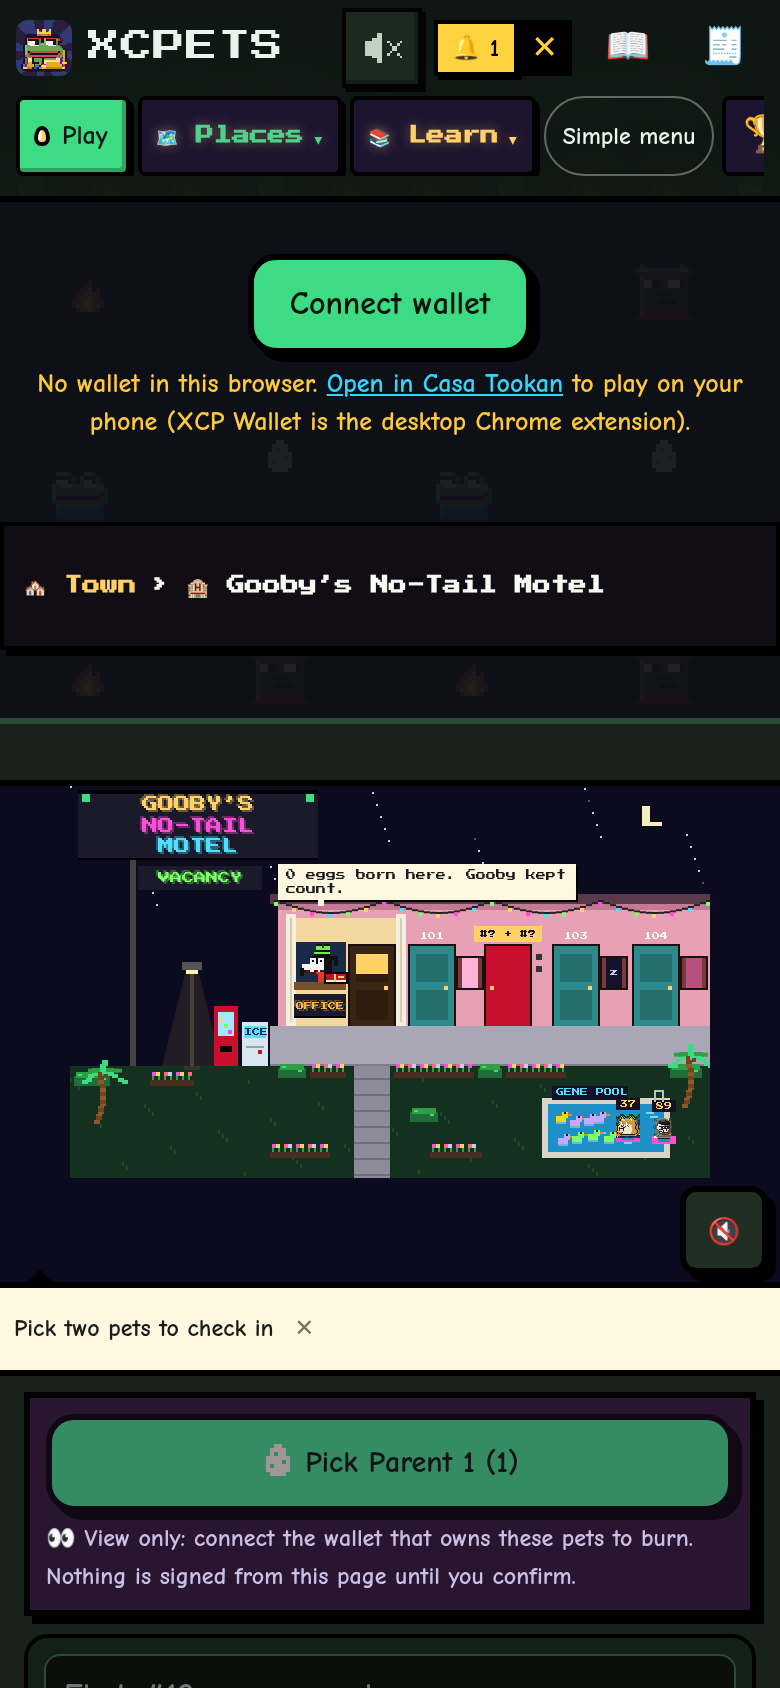 XCPETS
1
Play
Places
Learn
Simple menu
Connect wallet
No wallet in this browser. Open in Casa Tookan to play on your
phone (XCP Wallet is the desktop Chrome extension).
Town › Gooby's No-Tail Motel
GOOBY'S
NO-TAIL
MOTEL
VACANCY
0 eggs born here. Gooby kept
count.
101
#? + #?
103
104
z
OFFICE
ICE
GENE POOL
37
89
Pick two pets to check in
Pick Parent 1 (1)
View only: connect the wallet that owns these pets to burn.
Nothing is signed from this page until you confirm.